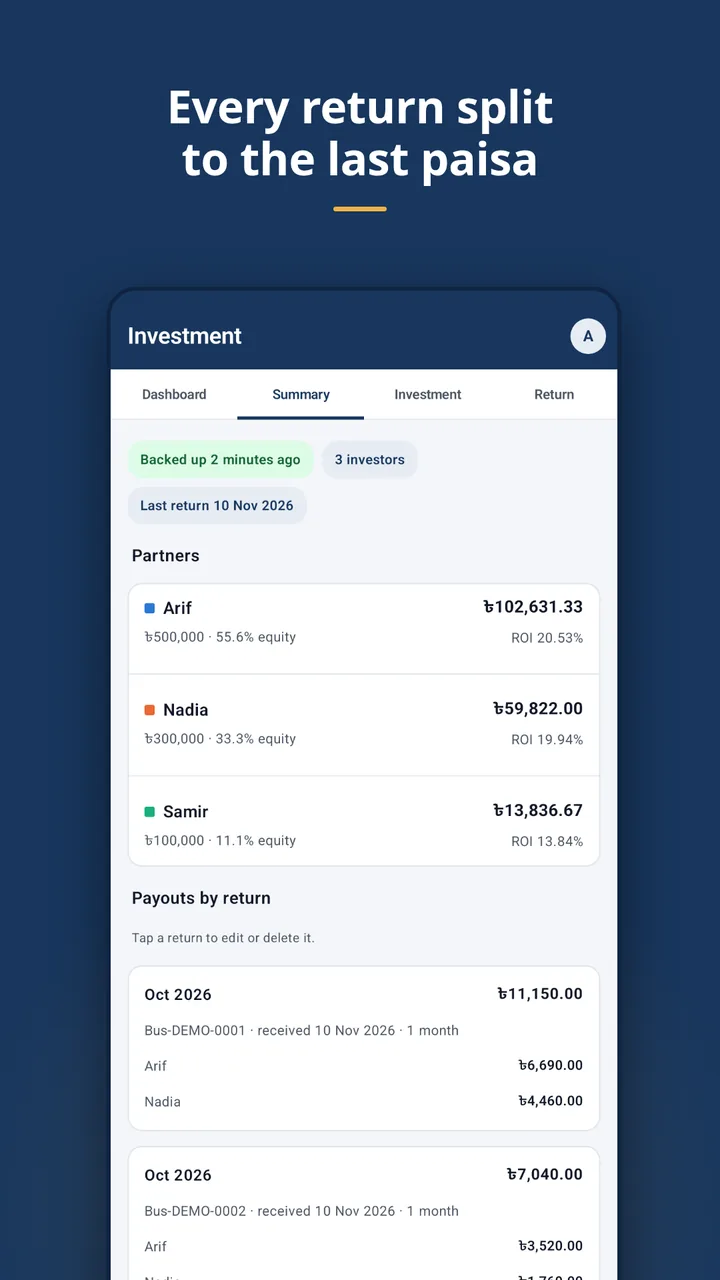 Every return split
to the last paisa
Investment
A
Dashboard Summary Investment Return
Backed up 2 minutes ago 3 investors
Last return 10 Nov 2026
Partners
Arif ৳102,631.33
৳500,000 · 55.6% equity ROI 20.53%
Nadia ৳59,822.00
৳300,000 · 33.3% equity ROI 19.94%
Samir ৳13,836.67
৳100,000 · 11.1% equity ROI 13.84%
Payouts by return
Tap a return to edit or delete it.
Oct 2026 ৳11,150.00
Bus-DEMO-0001 · received 10 Nov 2026 · 1 month
Arif ৳6,690.00
Nadia ৳4,460.00
Oct 2026 ৳7,040.00
Bus-DEMO-0002 · received 10 Nov 2026 · 1 month
Arif ৳3,520.00